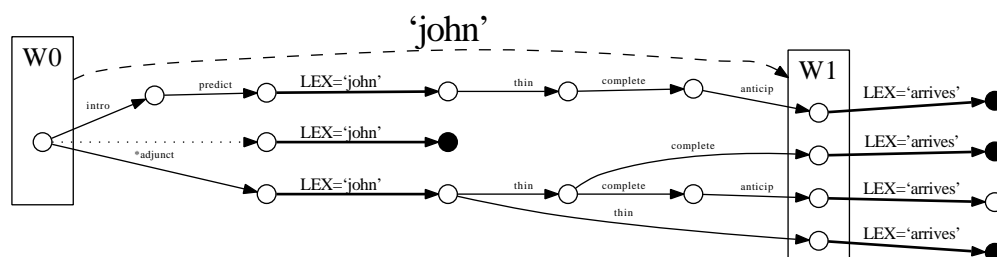 ‘john’
W0
W1
predict
LEX=‘john’
thin
complete
LEX=‘arrives’
intro
anticip
LEX=‘john’
LEX=‘arrives’
*adjunct
complete
LEX=‘john’
thin
complete
anticip
LEX=‘arrives’
thin
LEX=‘arrives’